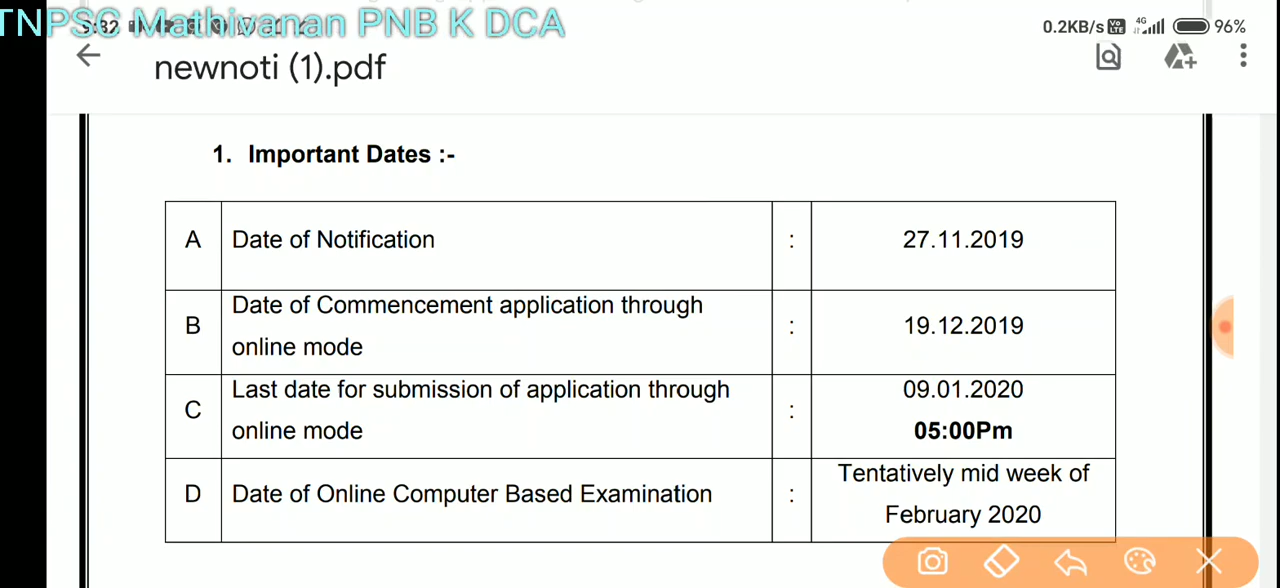 TNPSC Mathivanan PNB K DCA
0.2KB/s 4G 96%
newnoti (1).pdf
1. Important Dates :-
A Date of Notification : 27.11.2019
B Date of Commencement application through online mode : 19.12.2019
C Last date for submission of application through online mode : 09.01.2020 05:00Pm
D Date of Online Computer Based Examination : Tentatively mid week of February 2020